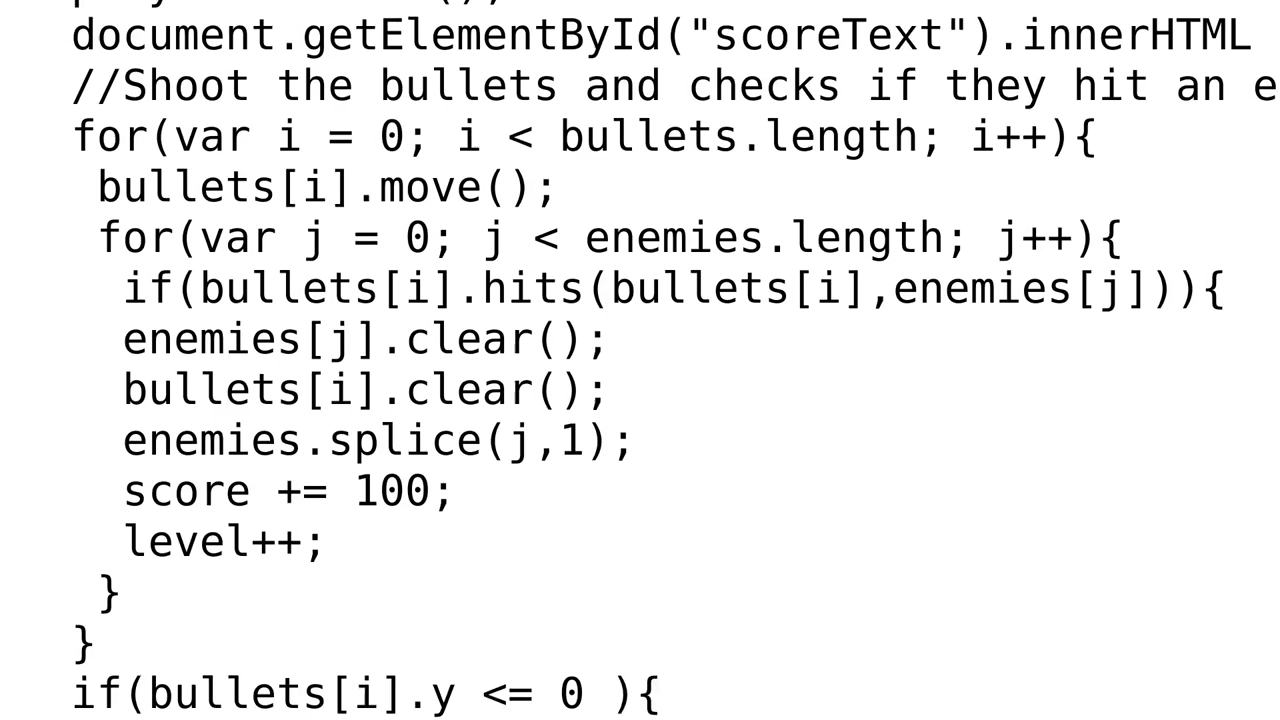 document.getElementById("scoreText").innerHTML
//Shoot the bullets and checks if they hit an e
for(var i = 0; i < bullets.length; i++){
bullets[i].move();
for(var j = 0; j < enemies.length; j++){
if(bullets[i].hits(bullets[i],enemies[j])){
enemies[j].clear();
bullets[i].clear();
enemies.splice(j,1);
score += 100;
level++;
}
}
if(bullets[i].y <= 0 ){